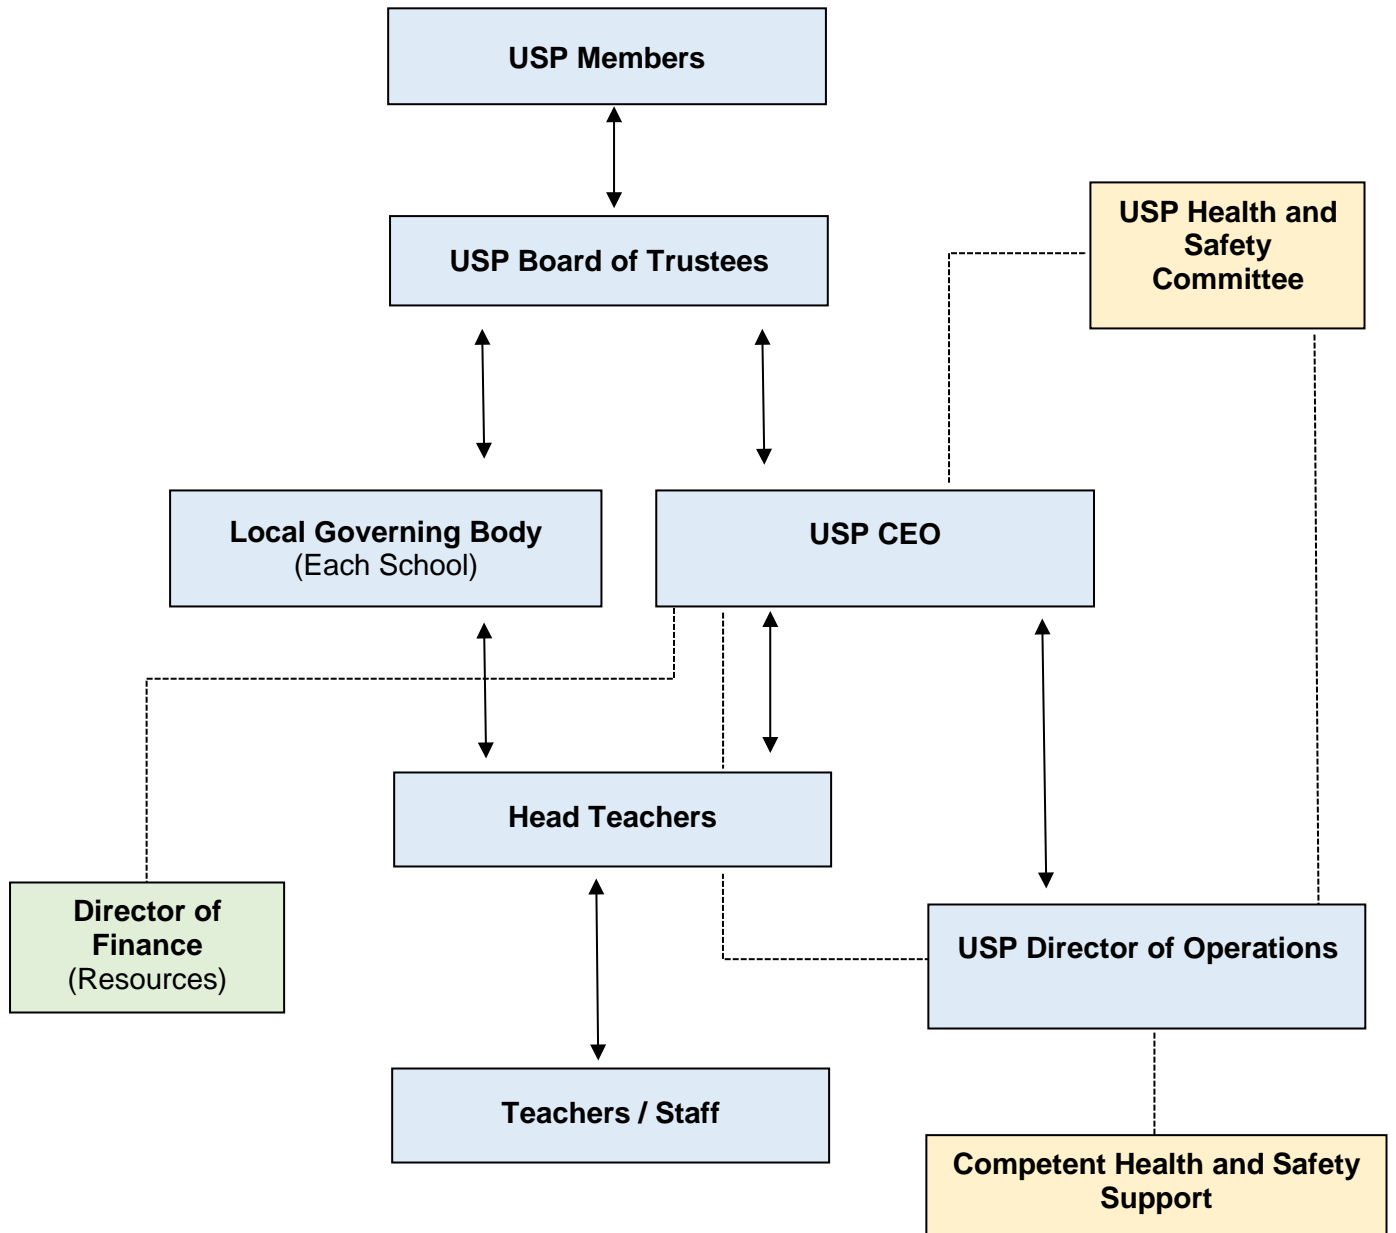 USP Members
USP Health and
Safety
Committee
USP Board of Trustees
Local Governing Body
(Each School)
USP CEO
Head Teachers
Director of
Finance
(Resources)
USP Director of Operations
Teachers / Staff
Competent Health and Safety
Support